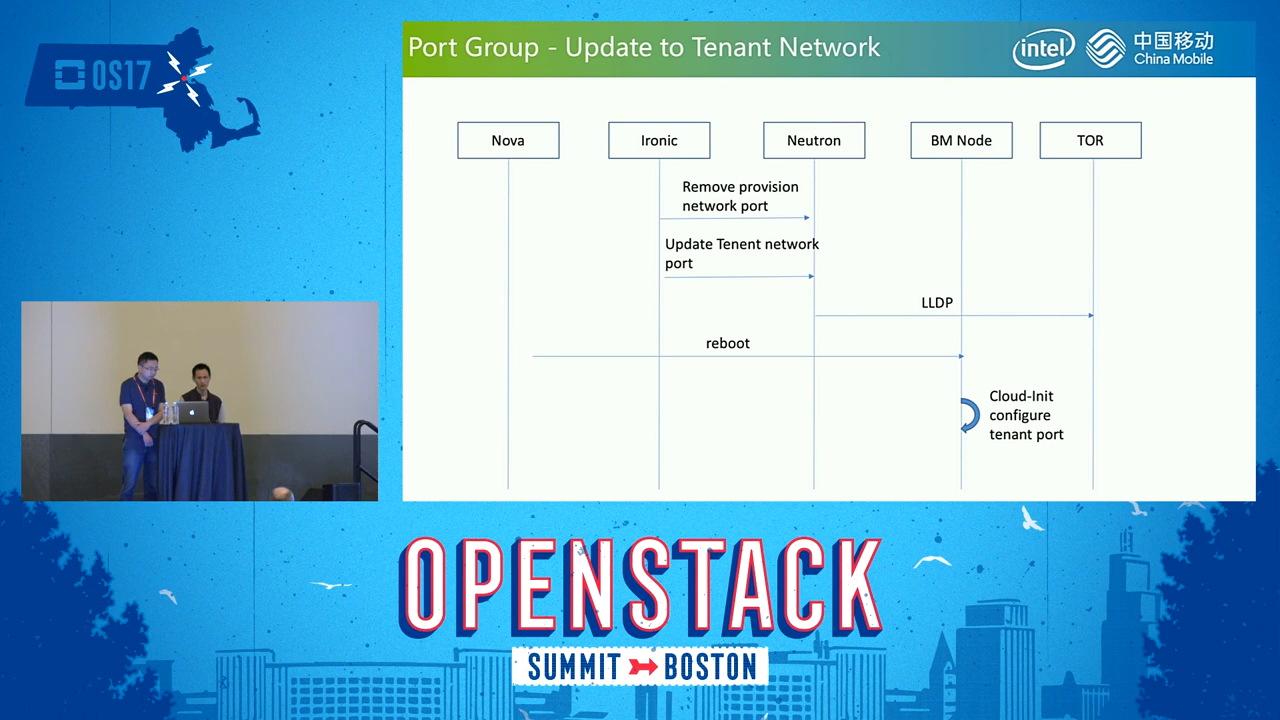 OS17
Port Group - Update to Tenant Network
intel
中国移动
China Mobile
Nova
Ironic
Neutron
BM Node
TOR
Remove provision
network port
Update Tenent network
port
LLDP
reboot
Cloud-Init
configure
tenant port
OPENSTACK
SUMMIT BOSTON